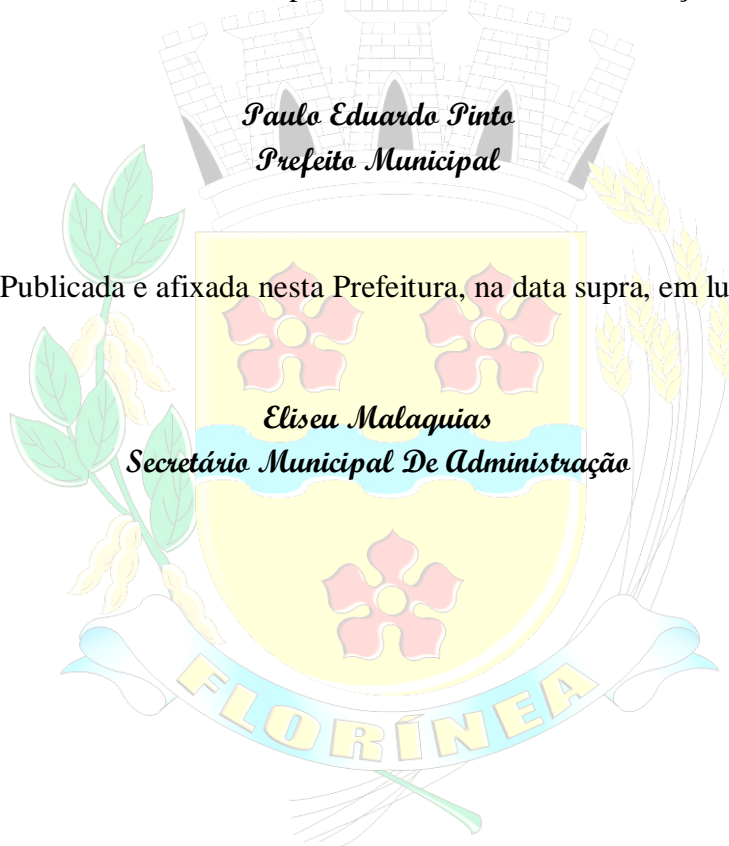 Paulo Eduardo Pinto
Prefeito Municipal
Publicada e afixada nesta Prefeitura, na data supra, em lu
Eliseu Malaquias
Secretário Municipal De Administração
FLORÍNEA